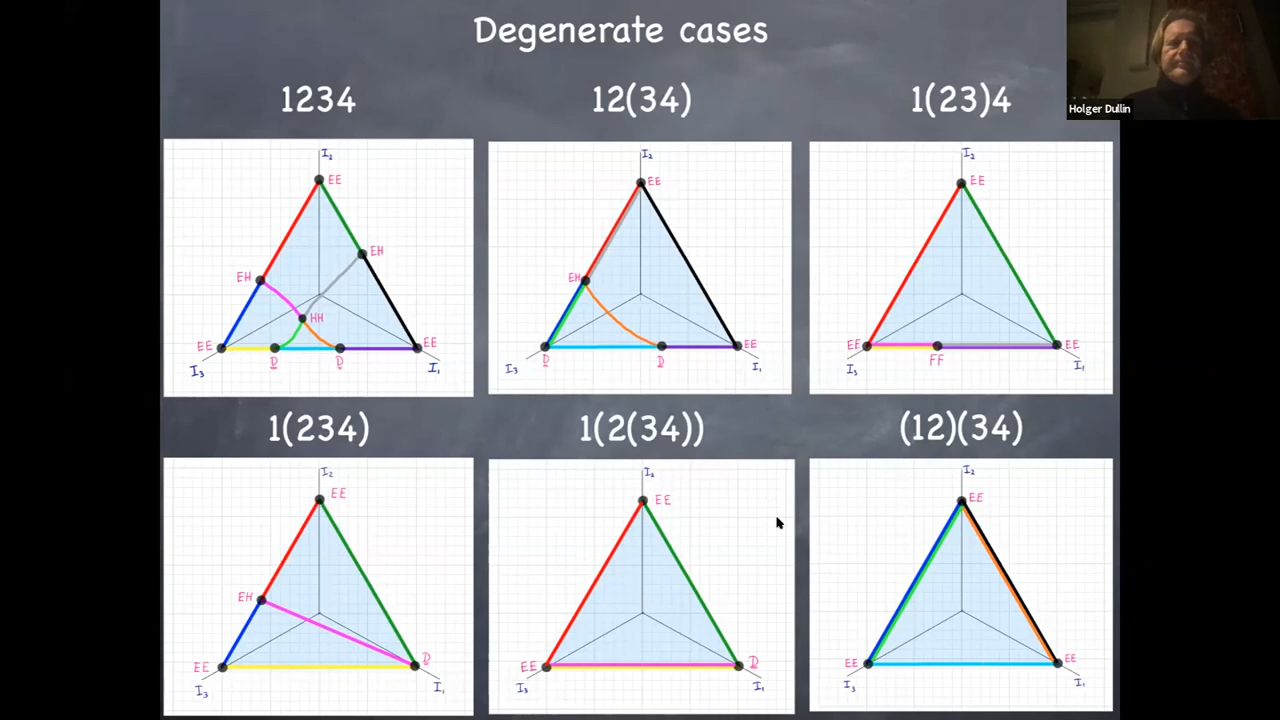 Degenerate cases
Holger Dullin
1234
12(34)
1(23)4
I₂
EE
EH
EH
HH
EE
D
D
EE
I₃
I₁
I₂
EE
EH
D
D
EE
I₃
I₁
I₂
EE
EE
FF
EE
I₃
I₁
1(234)
1(2(34))
(12)(34)
I₂
EE
EH
EE
D
I₃
I₁
I₂
EE
EE
D
I₃
I₁
I₂
EE
EE
EE
I₃
I₁